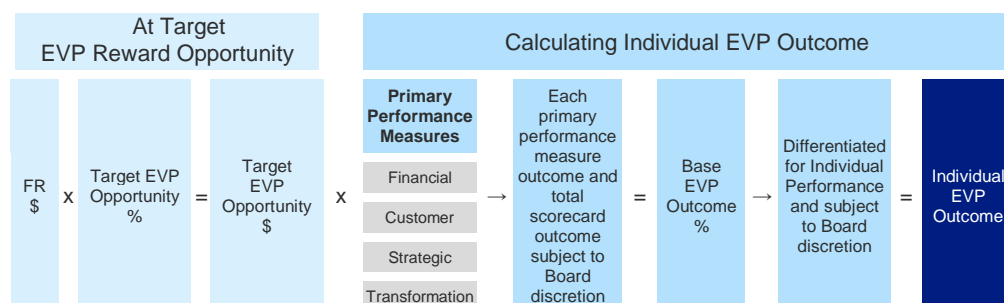 At Target
EVP Reward Opportunity
Calculating Individual EVP Outcome
FR
$
x
Target EVP
Opportunity
%
=
Target
EVP
Opportunity
$
x
Primary
Performance
Measures
Financial
Customer
Strategic
Transformation
→
Each
primary
performance
measure
outcome and
total
scorecard
outcome
subject to
Board
discretion
=
Base
EVP
Outcome
%
→
Differentiated
for Individual
Performance
and subject
to Board
discretion
=
Individual
EVP
Outcome